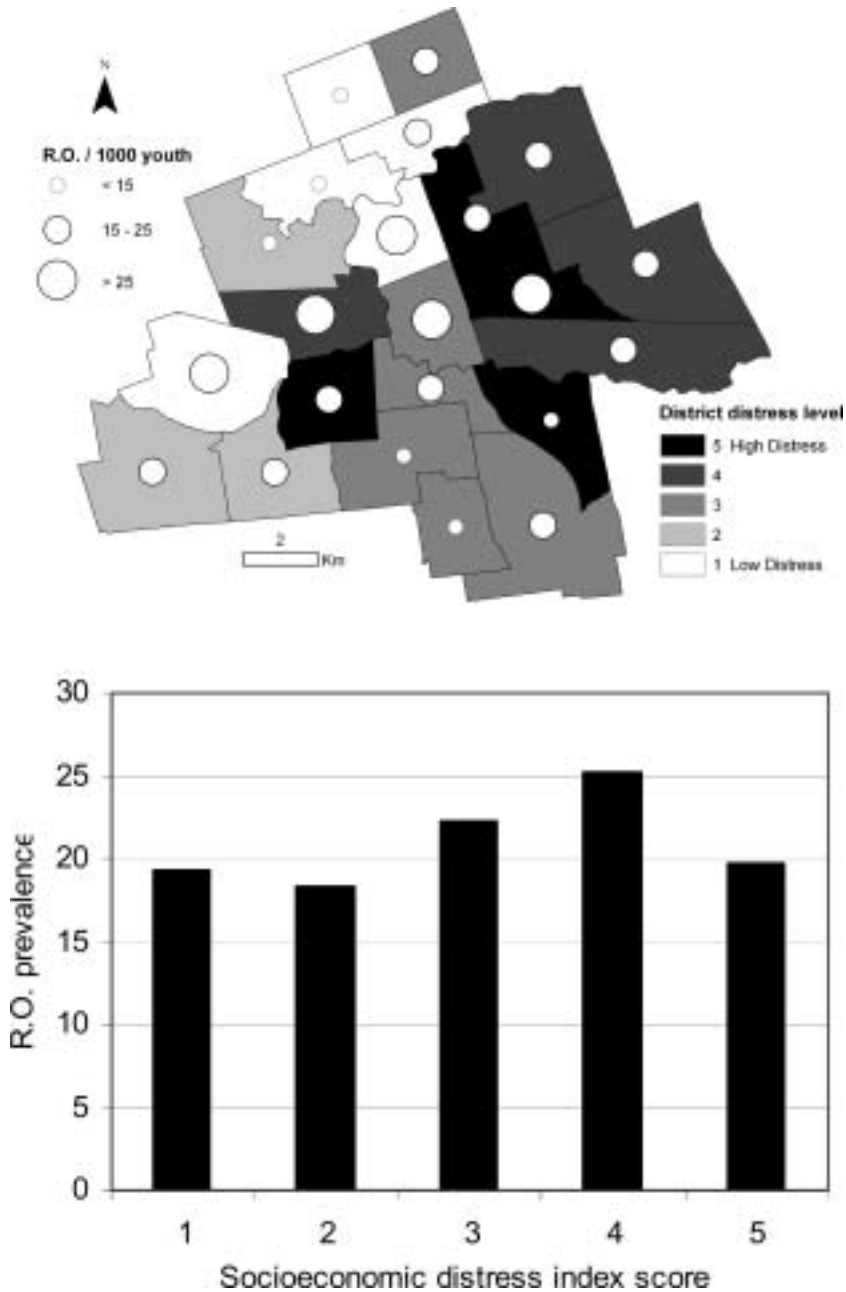 N
R.O. / 1000 youth
< 15
15 - 25
> 25
District distress level
5 High Distress
4
3
2
1 Low Distress
2
Km
30
25
20
15
10
5
0
R.O. prevalence
1 2 3 4 5
Socioeconomic distress index score